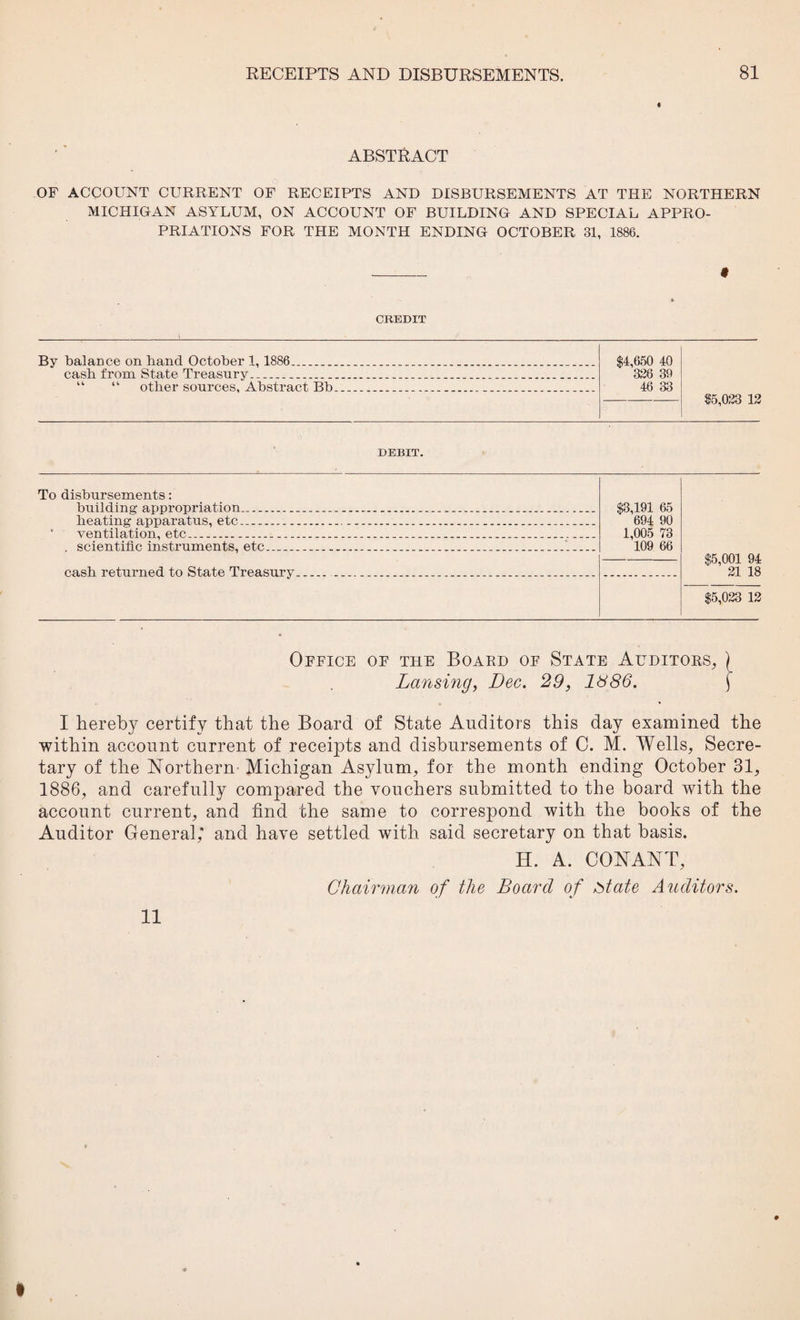 RECEIPTS AND DISBURSEMENTS. 81
ABSTRACT
OF ACCOUNT CURRENT OF RECEIPTS AND DISBURSEMENTS AT THE NORTHERN
MICHIGAN ASYLUM, ON ACCOUNT OF BUILDING AND SPECIAL APPRO-
PRIATIONS FOR THE MONTH ENDING OCTOBER 31, 1886.
CREDIT
By balance on hand October 1, 1886 $4,650 40
cash from State Treasury 326 39
“ “ other sources, Abstract Bb 46 33
$5,023 12
DEBIT.
To disbursements:
building appropriation $3,191 65
heating apparatus, etc 694 90
ventilation, etc 1,005 73
scientific instruments, etc 109 66
$5,001 94
cash returned to State Treasury 21 18
$5,023 12
OFFICE OF THE BOARD OF STATE AUDITORS, }
Lansing, Dec. 29, 1886.
I hereby certify that the Board of State Auditors this day examined the
within account current of receipts and disbursements of C. M. Wells, Secre-
tary of the Northern Michigan Asylum, for the month ending October 31,
1886, and carefully compared the vouchers submitted to the board with the
account current, and find the same to correspond with the books of the
Auditor General; and have settled with said secretary on that basis.
H. A. CONANT,
Chairman of the Board of State Auditors.
11